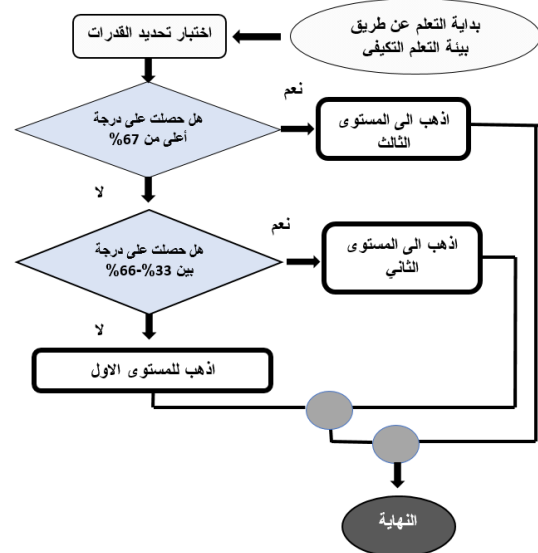 بداية التعلم عن طريق
بيئة التعلم التكيفي
اختبار تحديد القدرات
هل حصلت على درجة
أعلى من 67%
نعم
اذهب الى المستوى
الثالث
لا
هل حصلت على درجة
بين 33%-66%
نعم
اذهب الى المستوى
الثاني
لا
اذهب للمستوى الاول
النهاية